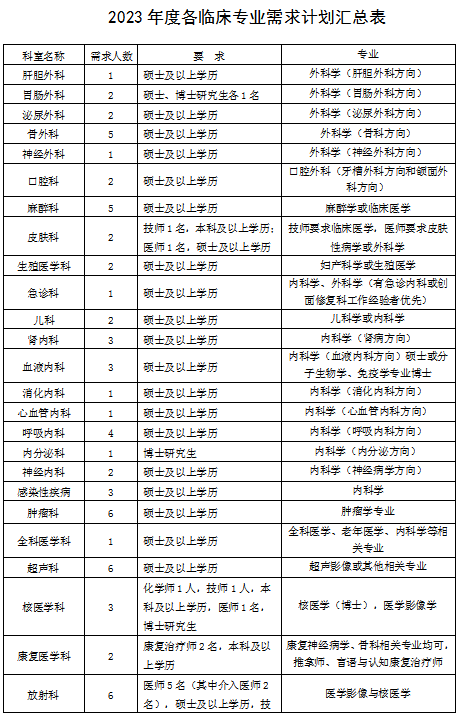 2023 年度各临床专业需求计划汇总表
科室名称 需求人数 要 求 专业
肝胆外科 1 硕士及以上学历 外科学（肝胆外科方向）
胃肠外科 2 硕士、博士研究生各1名 外科学（胃肠外科方向）
泌尿外科 2 硕士及以上学历 外科学（泌尿外科方向）
骨外科 5 硕士及以上学历 外科学（骨科方向）
神经外科 1 硕士及以上学历 外科学（神经外科方向）
口腔科 2 硕士及以上学历 口腔外科（牙槽外科方向和颌面外
科方向）
麻醉科 5 硕士及以上学历 麻醉学或临床医学
皮肤科 2 技师1名，本科及以上学历； 技师要求临床医学，医师要求皮肤
医师1名，硕士及以上学历 性病学或外科学
生殖医学科 2 硕士及以上学历 妇产科学或生殖医学
急诊科 1 硕士及以上学历 内科学、外科学（有急诊内科或创
面修复科工作经验者优先）
儿科 2 硕士及以上学历 儿科学或内科学
肾内科 3 硕士及以上学历 内科学（肾病方向）
血液内科 3 硕士及以上学历 内科学（血液内科方向）硕士或分
子生物学、免疫学专业博士
消化内科 1 硕士及以上学历 内科学（消化内科方向）
心血管内科 1 硕士及以上学历 内科学（心血管内科方向）
呼吸内科 4 硕士及以上学历 内科学（呼吸内科方向）
内分泌科 1 博士研究生 内科学（内分泌方向）
神经内科 2 硕士及以上学历 内科学（神经病学方向）
感染性疾病 3 硕士及以上学历 内科学
肿瘤科 6 硕士及以上学历 肿瘤学专业
全科医学科 1 硕士及以上学历 全科医学、老年医学、内科学等相
关专业
超声科 6 硕士及以上学历 超声影像或其他相关专业
核医学科 3 化学师1人，技师1人，本
科及以上学历，医师1名， 核医学（博士），医学影像学
博士研究生
康复医学科 2 康复治疗师2名，本科及以 康复神经病学、骨科相关专业均可，
上学历 推拿师、言语与认知康复治疗师
放射科 6 医师5名（其中介入医师2 医学影像与核医学
名），硕士及以上学历，技